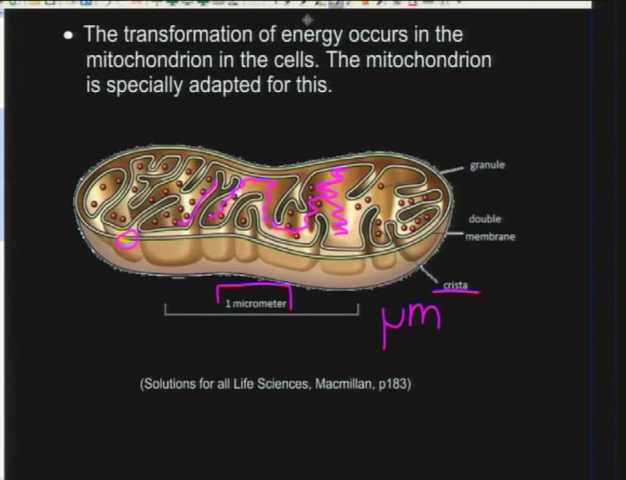 • The transformation of energy occurs in the
mitochondrion in the cells. The mitochondrion
is specially adapted for this.
granule
double
membrane
crista
1 micrometer
μm
(Solutions for all Life Sciences, Macmillan, p183)